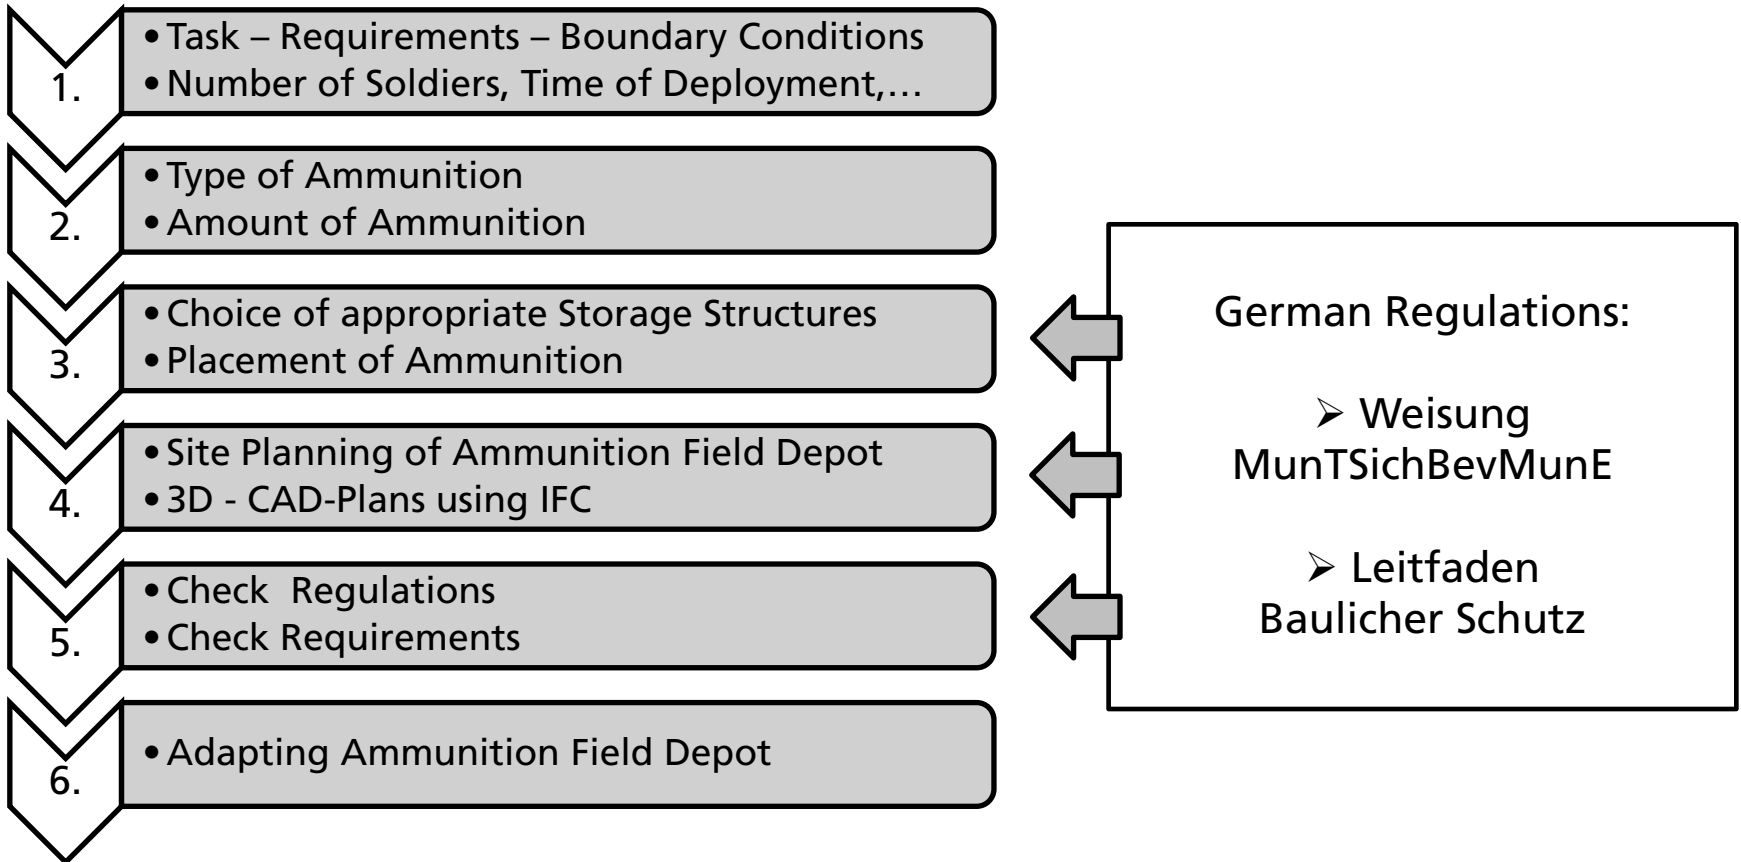 1.
• Task – Requirements – Boundary Conditions
• Number of Soldiers, Time of Deployment,…
2.
• Type of Ammunition
• Amount of Ammunition
3.
• Choice of appropriate Storage Structures
• Placement of Ammunition
4.
• Site Planning of Ammunition Field Depot
• 3D - CAD-Plans using IFC
5.
• Check  Regulations
• Check Requirements
6.
• Adapting Ammunition Field Depot
German Regulations:
➢ Weisung
MunTSichBevMunE
➢ Leitfaden
Baulicher Schutz